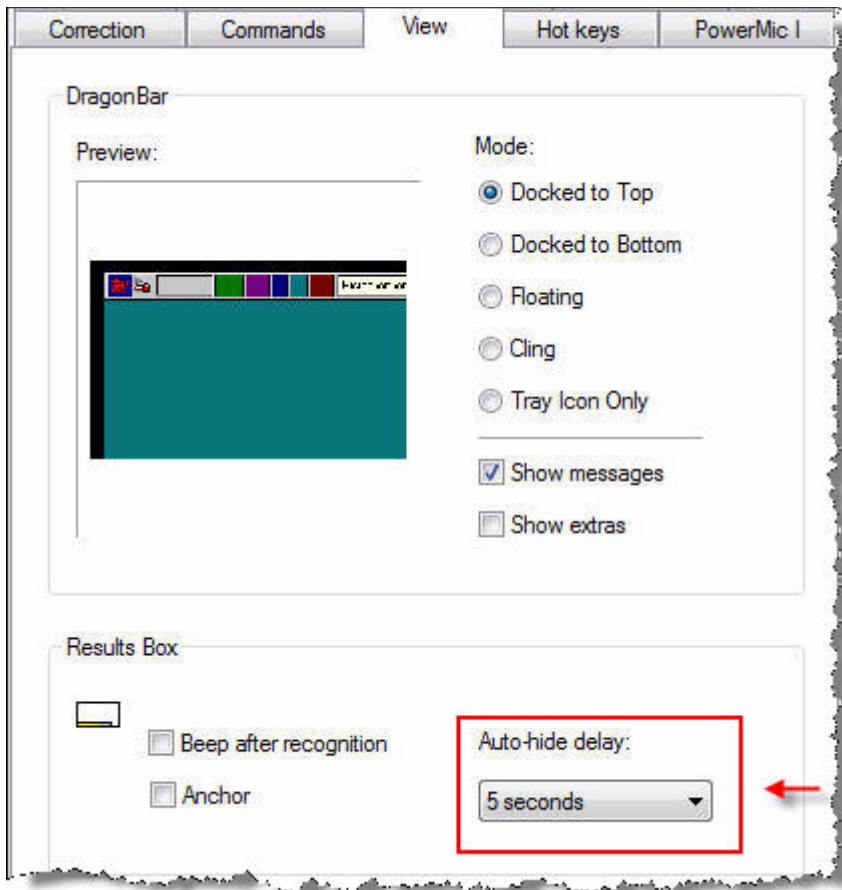 Correction Commands View Hot keys PowerMic I
DragonBar
Preview:
Mode:
Docked to Top
Docked to Bottom
Floating
Cling
Tray Icon Only
Show messages
Show extras
Results Box
Beep after recognition
Anchor
Auto-hide delay:
5 seconds